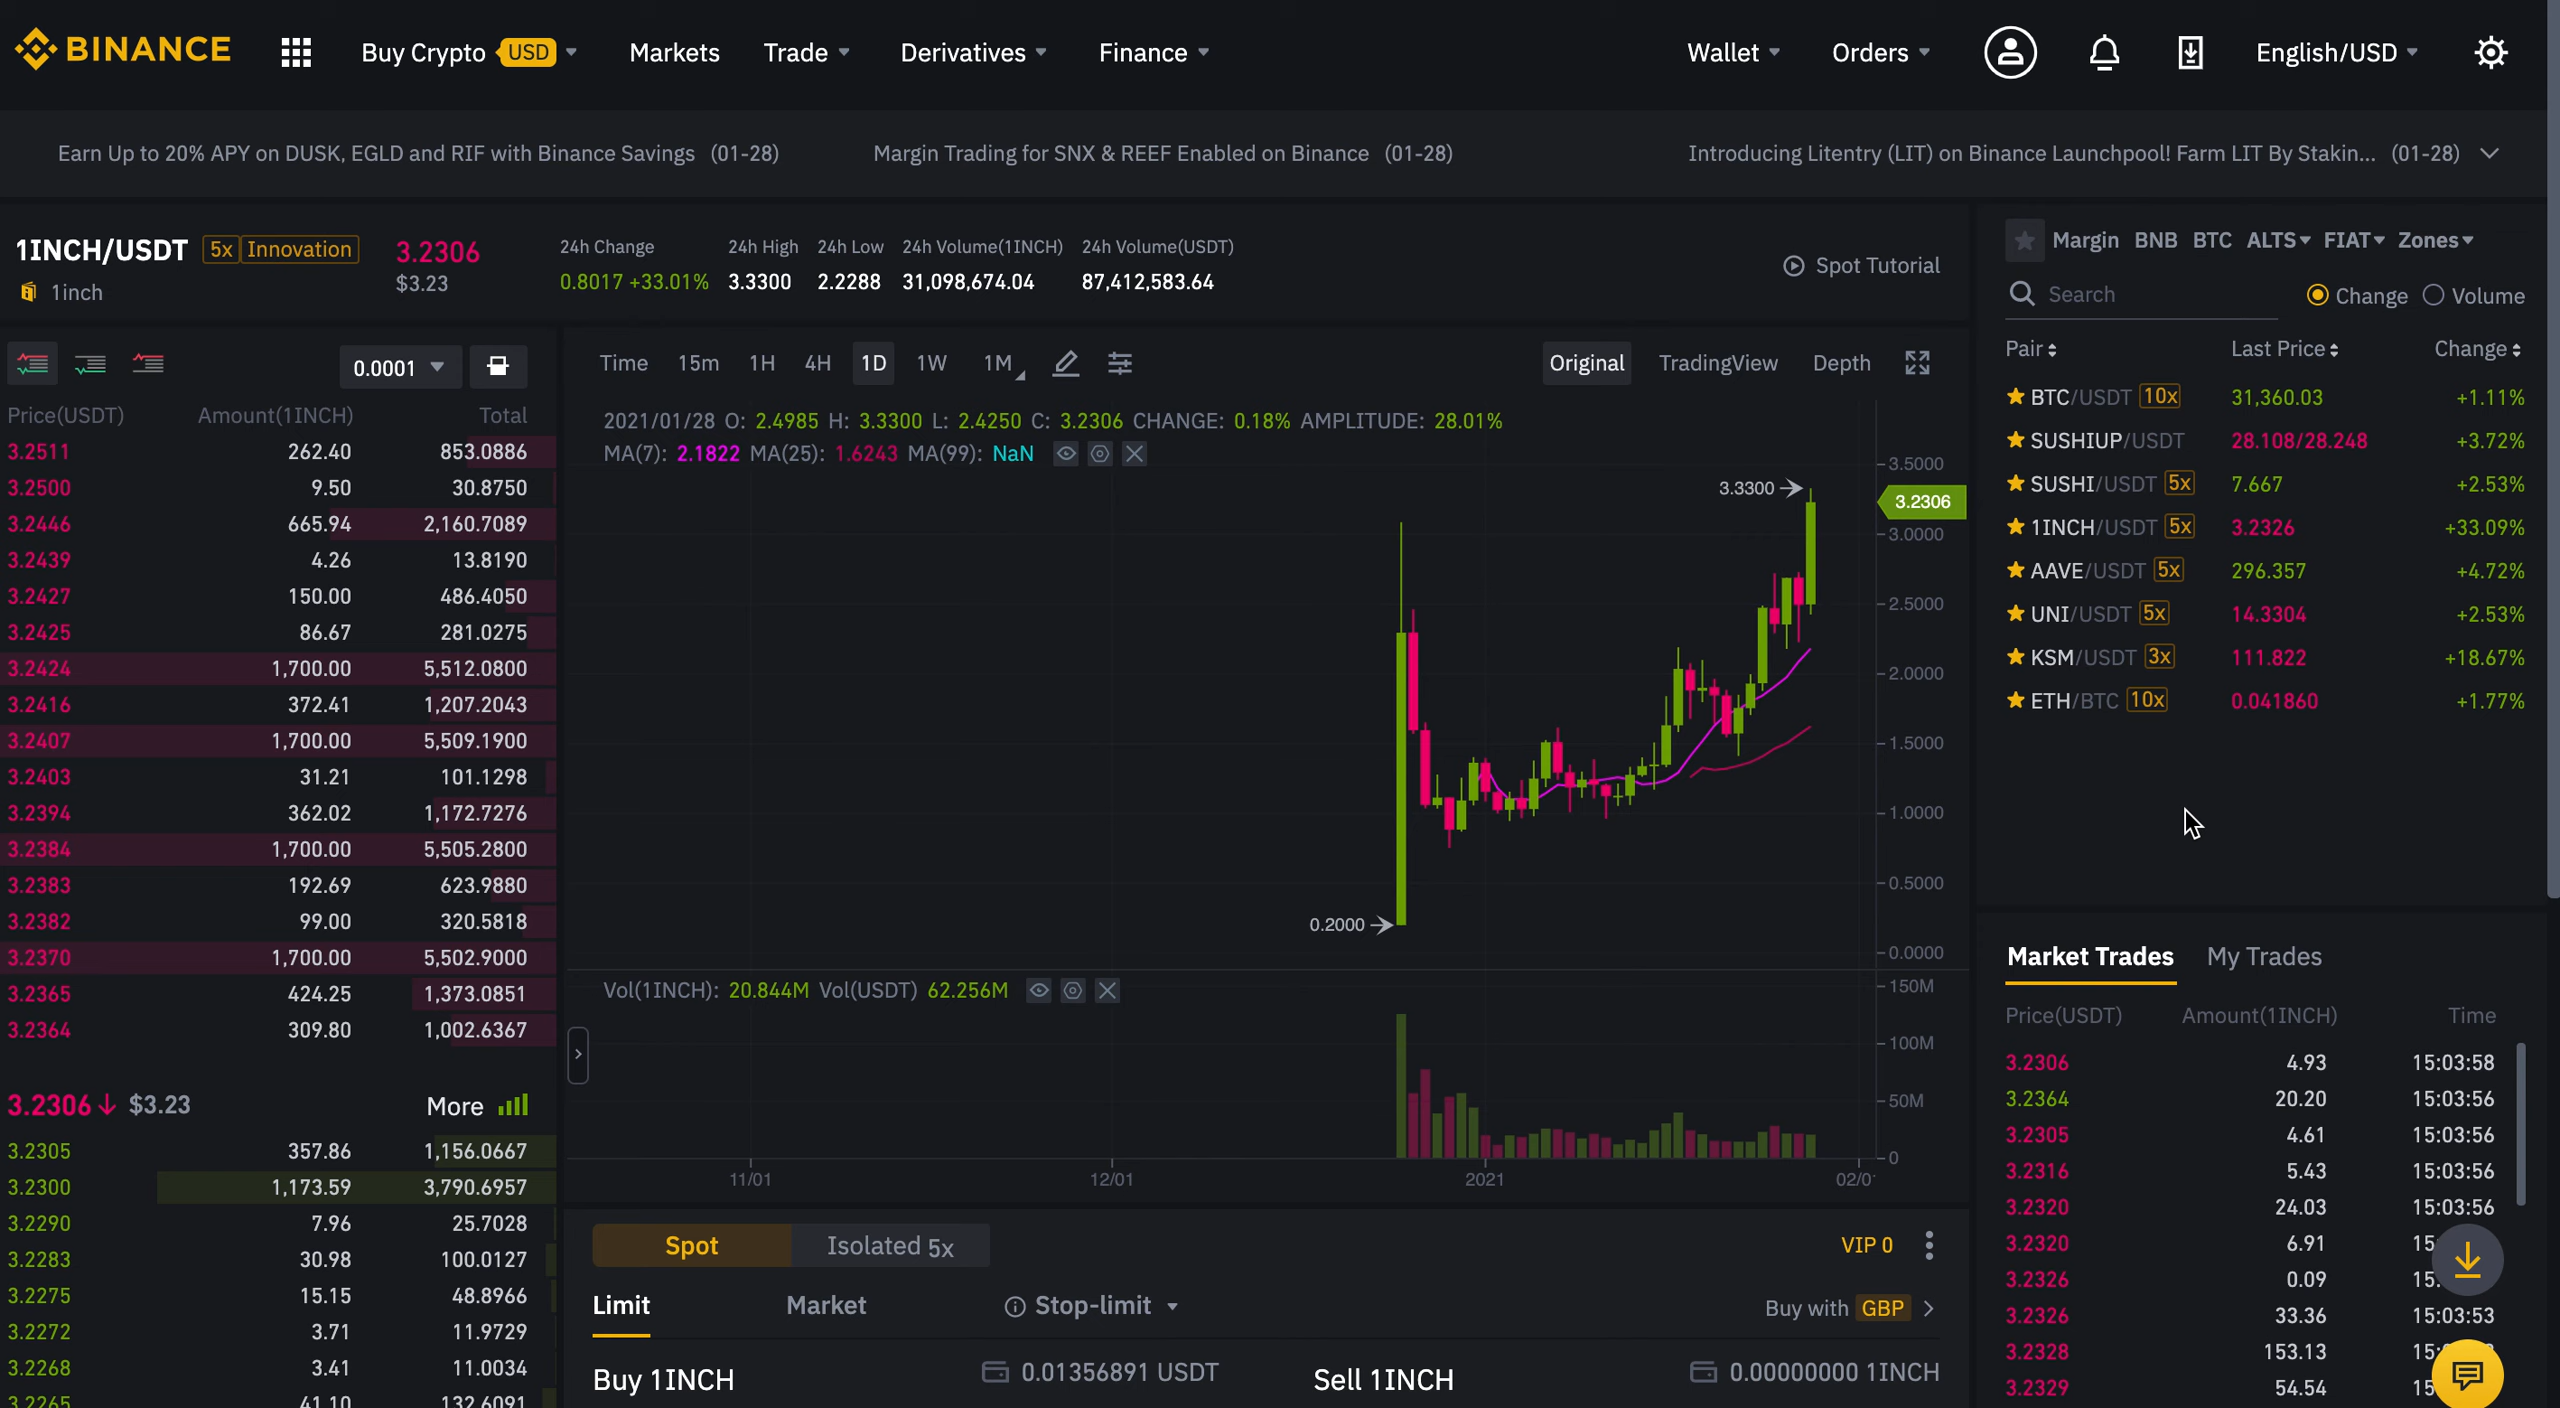 BINANCE Buy Crypto USD Markets Trade Derivatives Finance Wallet Orders English/USD
Earn Up to 20% APY on DUSK, EGLD and RIF with Binance Savings (01-28) Margin Trading for SNX & REEF Enabled on Binance (01-28) Introducing Litentry (LIT) on Binance Launchpool! Farm LIT By Stakin... (01-28)
1INCH/USDT 5x Innovation 3.2306
1inch $3.23
24h Change 24h High 24h Low 24h Volume(1INCH) 24h Volume(USDT)
0.8017 +33.01% 3.3300 2.2288 31,098,674.04 87,412,583.64
Spot Tutorial
0.0001
Price(USDT) Amount(1INCH) Total
3.2511 262.40 853.0886
3.2500 9.50 30.8750
3.2446 665.94 2,160.7089
3.2439 4.26 13.8190
3.2427 150.00 486.4050
3.2425 86.67 281.0275
3.2424 1,700.00 5,512.0800
3.2416 372.41 1,207.2043
3.2407 1,700.00 5,509.1900
3.2403 31.21 101.1298
3.2394 362.02 1,172.7276
3.2384 1,700.00 5,505.2800
3.2383 192.69 623.9880
3.2382 99.00 320.5818
3.2370 1,700.00 5,502.9000
3.2365 424.25 1,373.0851
3.2364 309.80 1,002.6367
3.2306 $3.23 More
3.2305 357.86 1,156.0667
3.2300 1,173.59 3,790.6957
3.2290 7.96 25.7028
3.2283 30.98 100.0127
3.2275 15.15 48.8966
3.2272 3.71 11.9729
3.2268 3.41 11.0034
3.2265 41.10 132.6091
Time 15m 1H 4H 1D 1W 1M Original TradingView Depth
2021/01/28 O: 2.4985 H: 3.3300 L: 2.4250 C: 3.2306 CHANGE: 0.18% AMPLITUDE: 28.01%
MA(7): 2.1822 MA(25): 1.6243 MA(99): NaN
3.5000
3.3300
3.2306
3.0000
2.5000
2.0000
1.5000
1.0000
0.5000
0.2000
0.0000
Vol(1INCH): 20.844M Vol(USDT) 62.256M
150M
100M
50M
0
11/01 12/01 2021 02/0
Spot Isolated 5x VIP 0
Limit Market Stop-limit Buy with GBP
Buy 1INCH 0.01356891 USDT Sell 1INCH 0.00000000 1INCH
Margin BNB BTC ALTS FIAT Zones
Search Change Volume
Pair Last Price Change
BTC/USDT 10x 31,360.03 +1.11%
SUSHIUP/USDT 28.108/28.248 +3.72%
SUSHI/USDT 5x 7.667 +2.53%
1INCH/USDT 5x 3.2326 +33.09%
AAVE/USDT 5x 296.357 +4.72%
UNI/USDT 5x 14.3304 +2.53%
KSM/USDT 3x 111.822 +18.67%
ETH/BTC 10x 0.041860 +1.77%
Market Trades My Trades
Price(USDT) Amount(1INCH) Time
3.2306 4.93 15:03:58
3.2364 20.20 15:03:56
3.2305 4.61 15:03:56
3.2316 5.43 15:03:56
3.2320 24.03 15:03:56
3.2320 6.91 15:
3.2326 0.09 15:
3.2326 33.36 15:03:53
3.2328 153.13 15:
3.2329 54.54 15